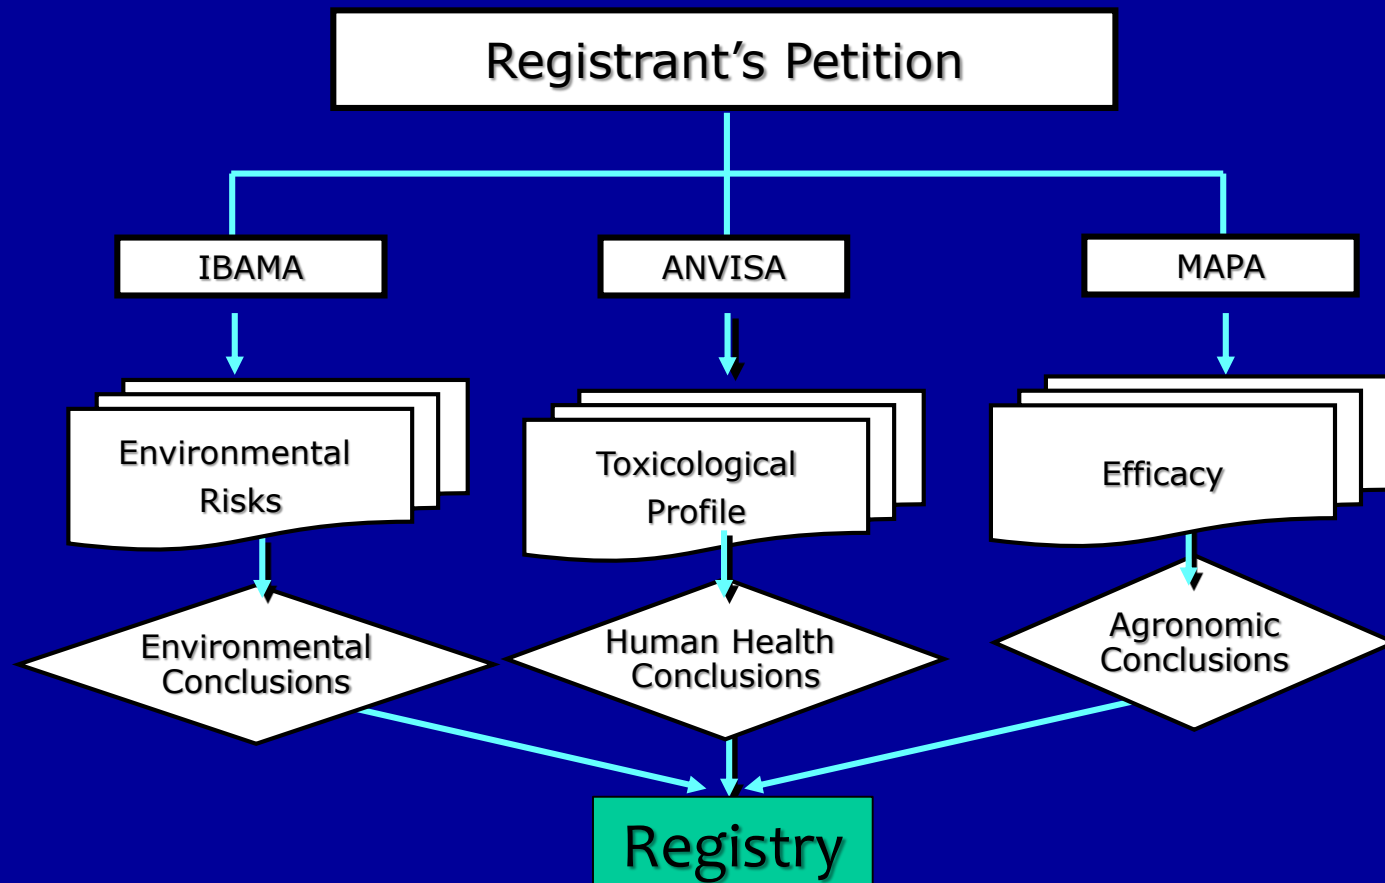 Registrant’s Petition
IBAMA
ANVISA
MAPA
Environmental
Risks
Toxicological
Profile
Efficacy
Environmental
Conclusions
Human Health
Conclusions
Agronomic
Conclusions
Registry